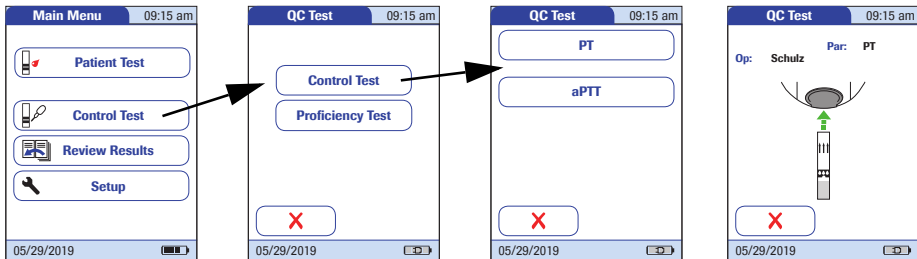 Main Menu 09:15 am
Patient Test
Control Test
Review Results
Setup
05/29/2019
QC Test 09:15 am
Control Test
Proficiency Test
05/29/2019
QC Test 09:15 am
PT
aPTT
05/29/2019
QC Test 09:15 am
Par: PT
Op: Schulz
05/29/2019